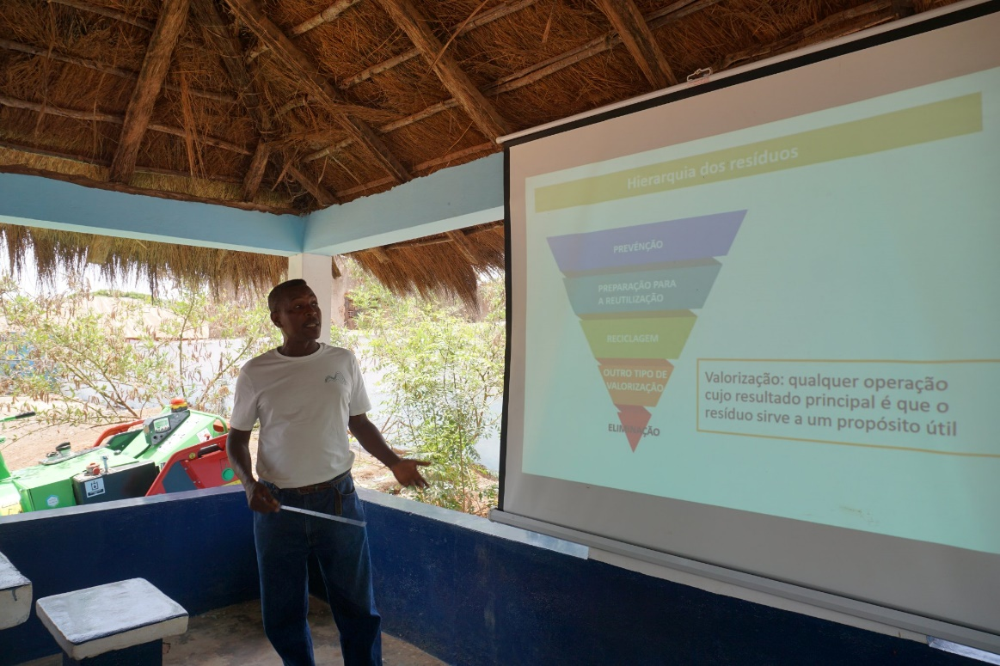 Hierarquia dos resíduos
PREVENÇÃO
PREPARAÇÃO PARA
A REUTILIZAÇÃO
RECICLAGEM
OUTRO TIPO DE
VALORIZAÇÃO
ELIMINAÇÃO
Valorização: qualquer operação
cujo resultado principal é que o
resíduo sirve a um propósito útil